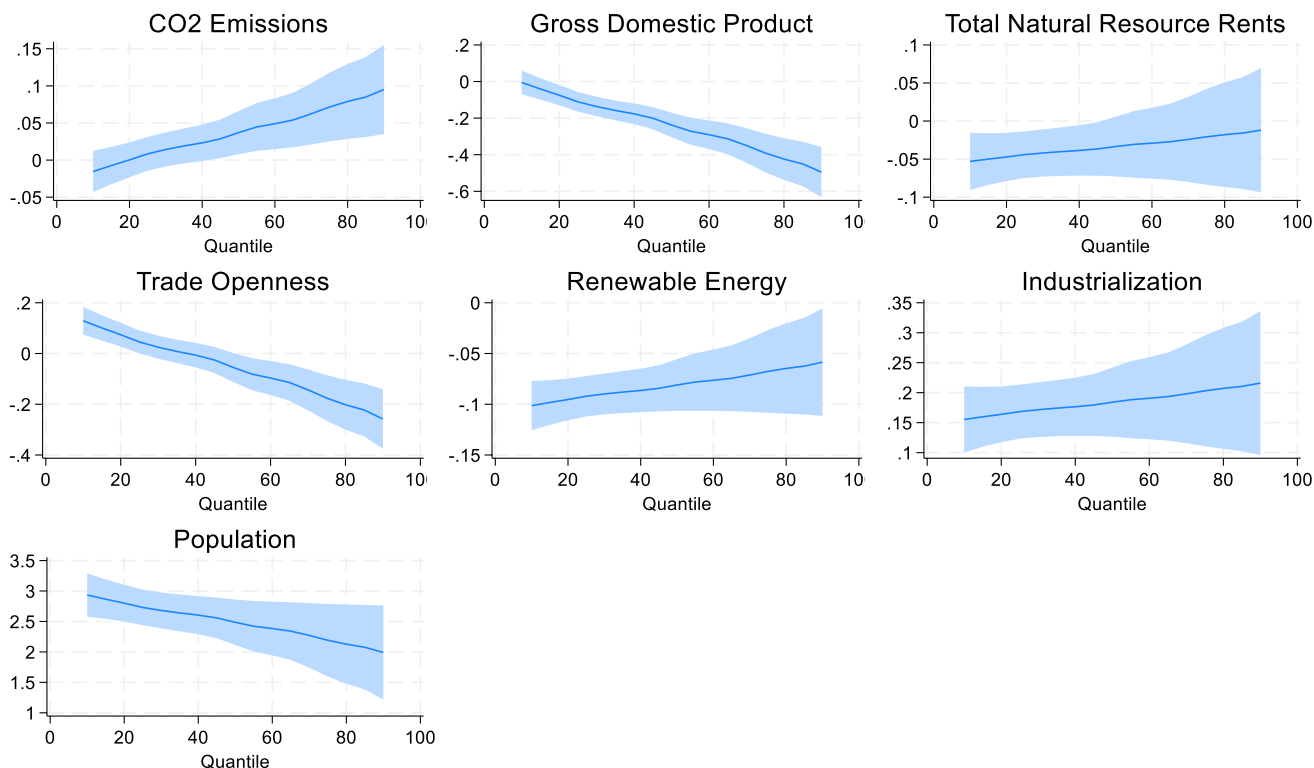 CO2 Emissions
.15
.1
.05
0
-.05
0 20 40 60 80 10
Quantile
Gross Domestic Product
.2
0
-.2
-.4
-.6
0 20 40 60 80 10
Quantile
Total Natural Resource Rents
.1
.05
0
-.05
-.1
0 20 40 60 80 100
Quantile
Trade Openness
.2
0
-.2
-.4
0 20 40 60 80 10
Quantile
Renewable Energy
0
-.05
-.1
-.15
0 20 40 60 80 10
Quantile
Industrialization
.35
.3
.25
.2
.15
.1
0 20 40 60 80 100
Quantile
Population
3.5
3
2.5
2
1.5
1
0 20 40 60 80 100
Quantile